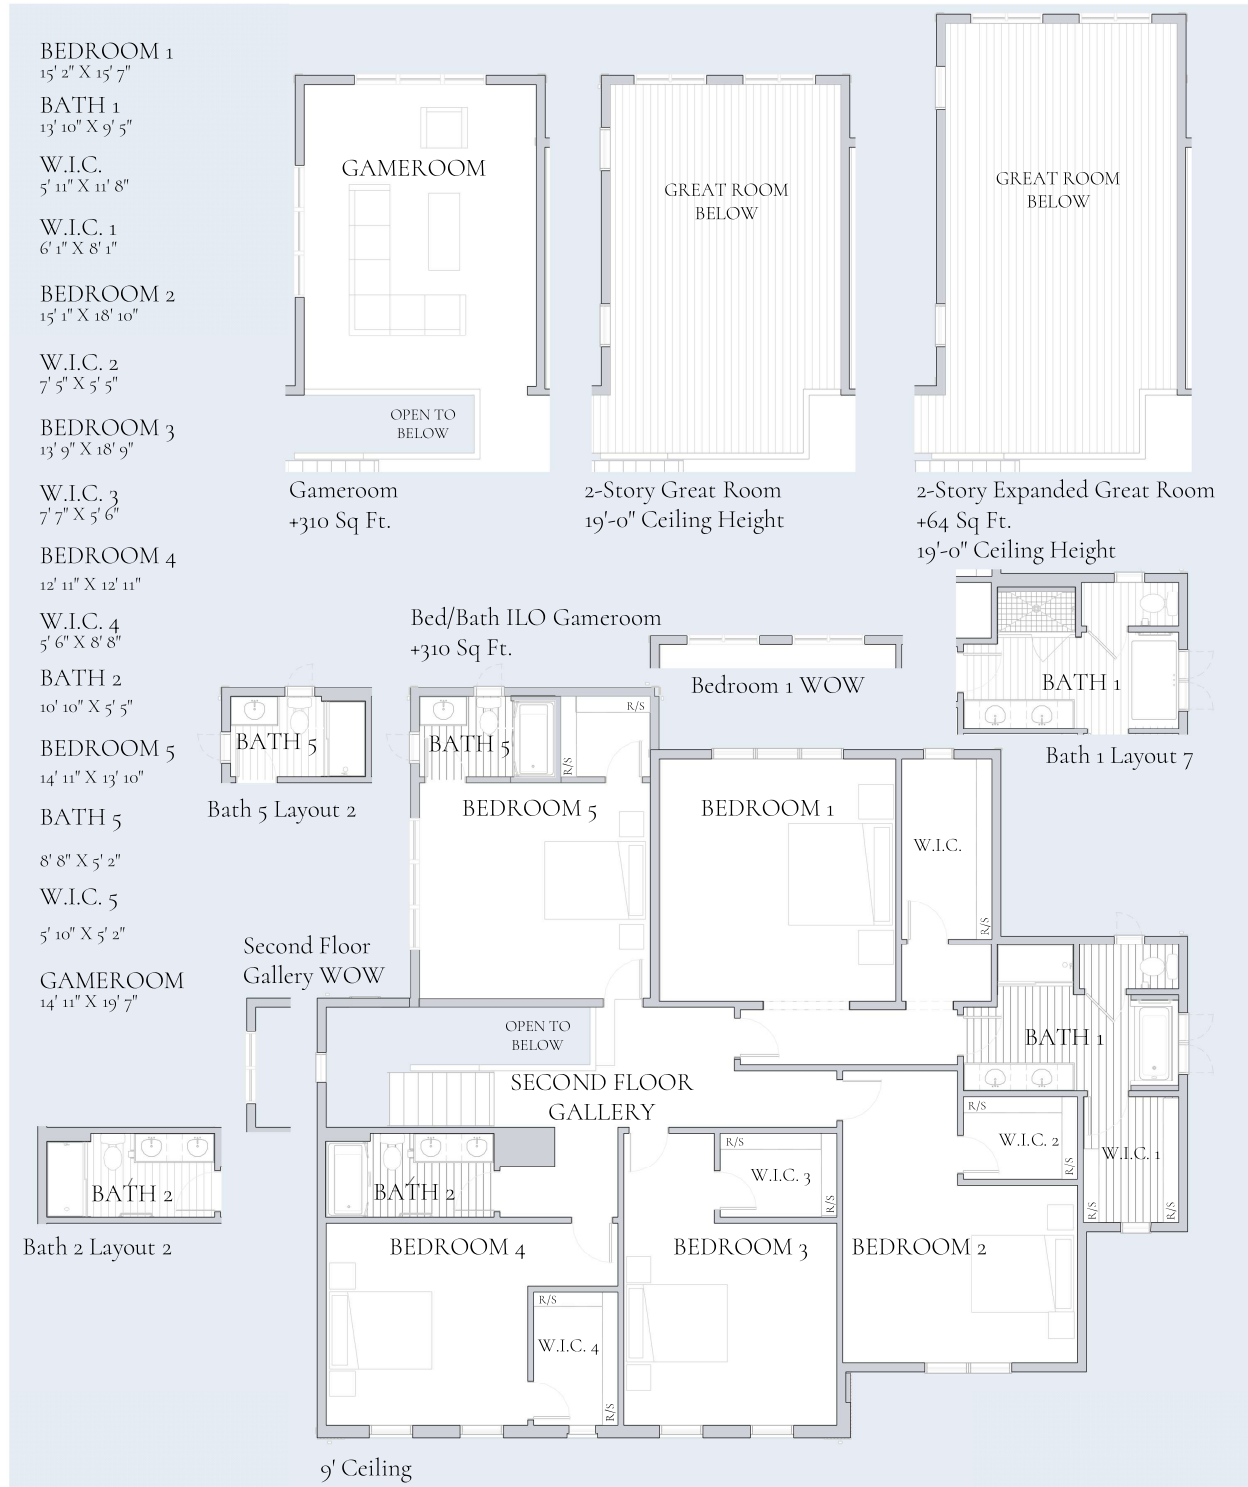 BEDROOM 1
15' 2" X 15' 7"
BATH 1
13' 10" X 9' 5"
W.I.C.
5' 11" X 11' 8"
W.I.C. 1
6' 1" X 8' 1"
BEDROOM 2
15' 1" X 18' 10"
W.I.C. 2
7' 5" X 5' 5"
BEDROOM 3
13' 9" X 18' 9"
W.I.C. 3
7' 7" X 5' 6"
BEDROOM 4
12' 11" X 12' 11"
W.I.C. 4
5' 6" X 8' 8"
BATH 2
10' 10" X 5' 5"
BEDROOM 5
14' 11" X 13' 10"
BATH 5
8' 8" X 5' 2"
W.I.C. 5
5' 10" X 5' 2"
GAMEROOM
14' 11" X 19' 7"
GAMEROOM
OPEN TO
BELOW
Gameroom
+310 Sq Ft.
GREAT ROOM
BELOW
2-Story Great Room
19'-0" Ceiling Height
GREAT ROOM
BELOW
2-Story Expanded Great Room
+64 Sq Ft.
19'-0" Ceiling Height
Bed/Bath ILO Gameroom
+310 Sq Ft.
Bedroom 1 WOW
BATH 1
Bath 1 Layout 7
BATH 5
Bath 5 Layout 2
BATH 5
R/S
R/S
BEDROOM 5
BEDROOM 1
W.I.C.
R/S
Second Floor
Gallery WOW
OPEN TO
BELOW
BATH 1
SECOND FLOOR
GALLERY
R/S
W.I.C. 2
R/S
W.I.C. 1
R/S
R/S
R/S
W.I.C. 3
R/S
BATH 2
Bath 2 Layout 2
BATH 2
BEDROOM 4
BEDROOM 3
BEDROOM 2
R/S
W.I.C. 4
R/S
9' Ceiling